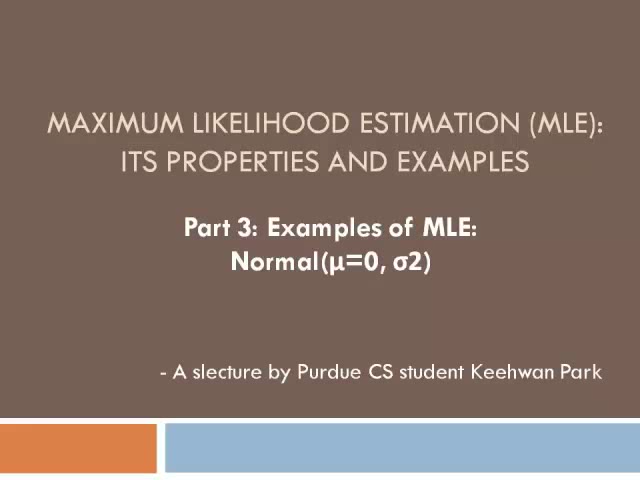 MAXIMUM LIKELIHOOD ESTIMATION (MLE):
ITS PROPERTIES AND EXAMPLES
Part 3: Examples of MLE:
Normal(μ=0, σ2)
- A slecture by Purdue CS student Keehwan Park